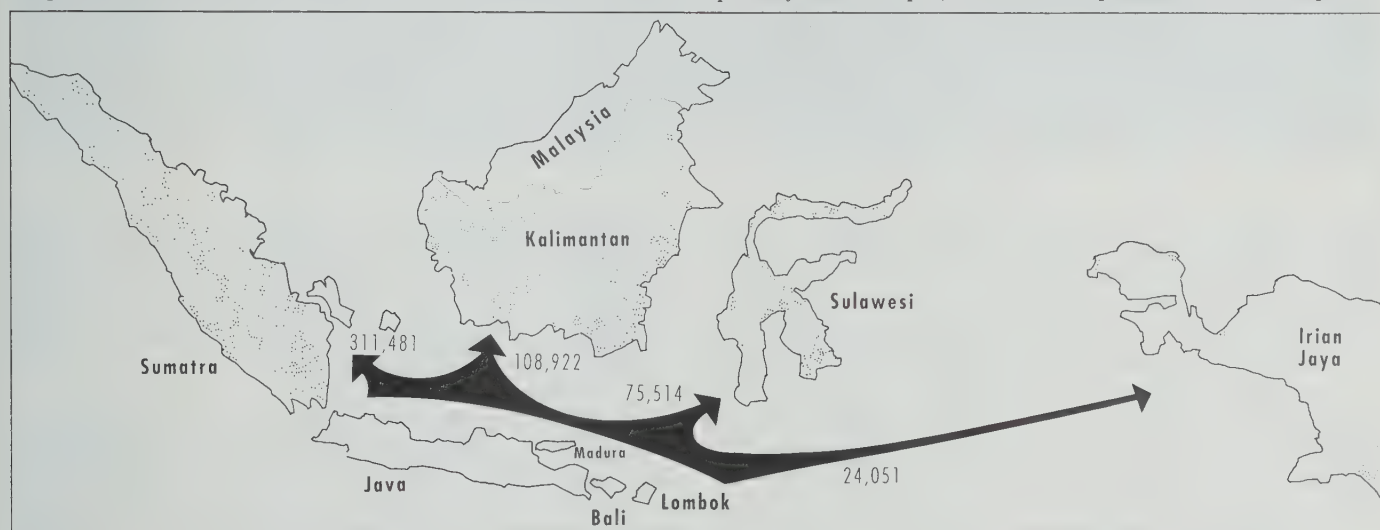 Malaysia
Kalimantan
Sulawesi
Irian
Jaya
311,481
Sumatra
108,922
75,514
Madura
24,051
Java
Lombok
Bali